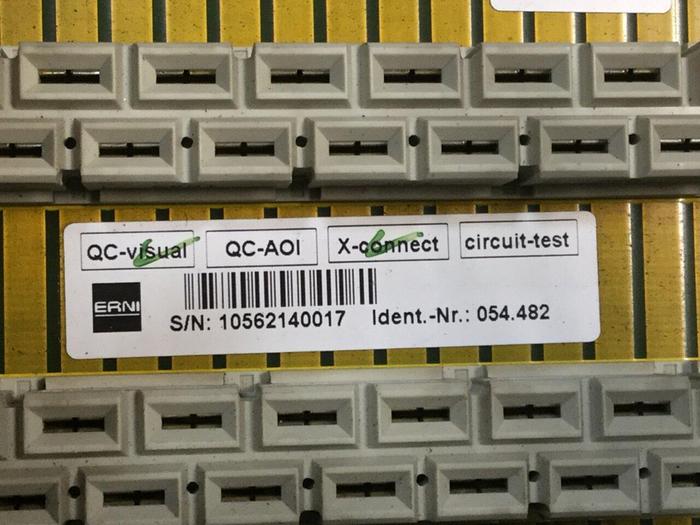 QC-visual QC-AOI X-connect circuit-test
ERNI
S/N: 10562140017 Ident.-Nr.: 054.482